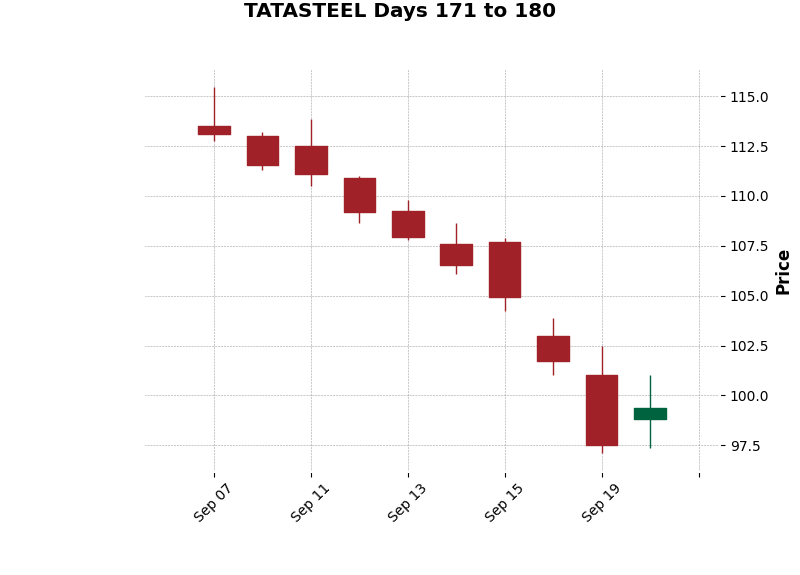 TATASTEEL Days 171 to 180
115.0
112.5
110.0
107.5
105.0
102.5
100.0
97.5
Price
Sep 07
Sep 11
Sep 13
Sep 15
Sep 19